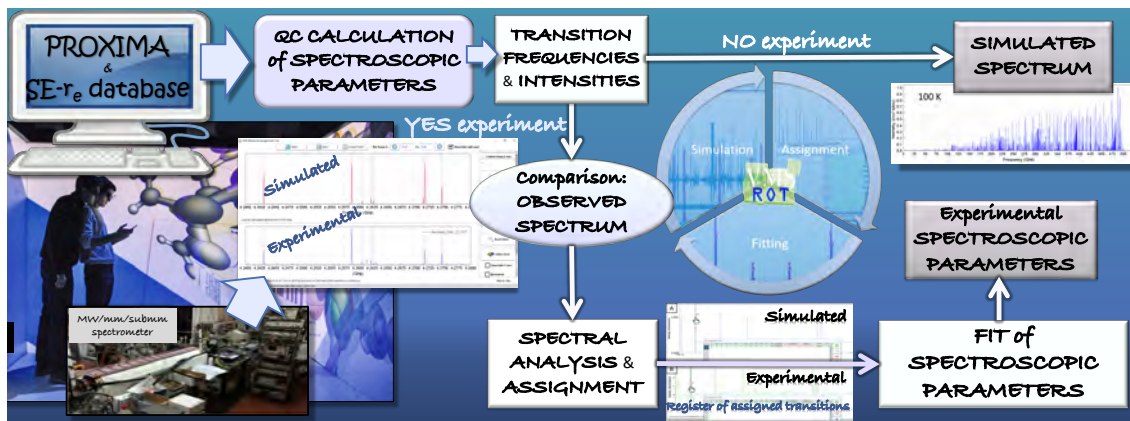 PROXIMA
&
SE-re database
QC CALCULATION
of SPECTROSCOPIC
PARAMETERS
TRANSITION
FREQUENCIES
& INTENSITIES
NO experiment
SIMULATED
SPECTRUM
100 K
YES experiment
Simulated
Experimental
Comparison:
OBSERVED
SPECTRUM
Simulation
Assignment
VMS
ROT
Fitting
Experimental
SPECTROSCOPIC
PARAMETERS
MW/mm/submm
spectrometer
SPECTRAL
ANALYSIS &
ASSIGNMENT
Simulated
Experimental
Register of assigned transitions
FIT of
SPECTROSCOPIC
PARAMETERS